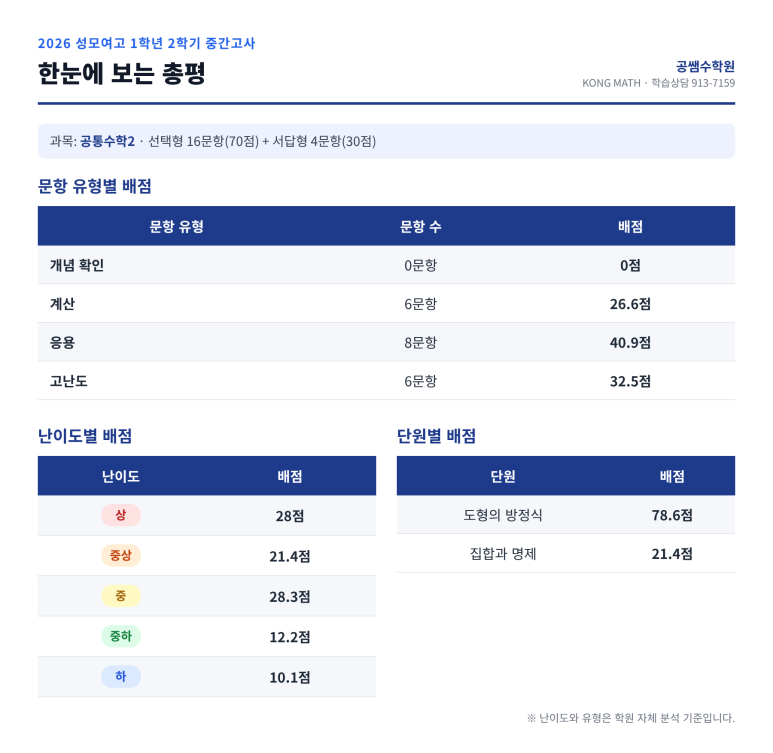 2026 성모여고 1학년 2학기 중간고사
한눈에 보는 총평
공쌤수학원
KONG MATH · 학습상담 913-7159
과목: 공통수학2 · 선택형 16문항(70점) + 서답형 4문항(30점)
문항 유형별 배점
문항 유형 문항 수 배점
개념 확인 0문항 0점
계산 6문항 26.6점
응용 8문항 40.9점
고난도 6문항 32.5점
난이도별 배점
난이도 배점
상 28점
중상 21.4점
중 28.3점
중하 12.2점
하 10.1점
단원별 배점
단원 배점
도형의 방정식 78.6점
집합과 명제 21.4점
※ 난이도와 유형은 학원 자체 분석 기준입니다.